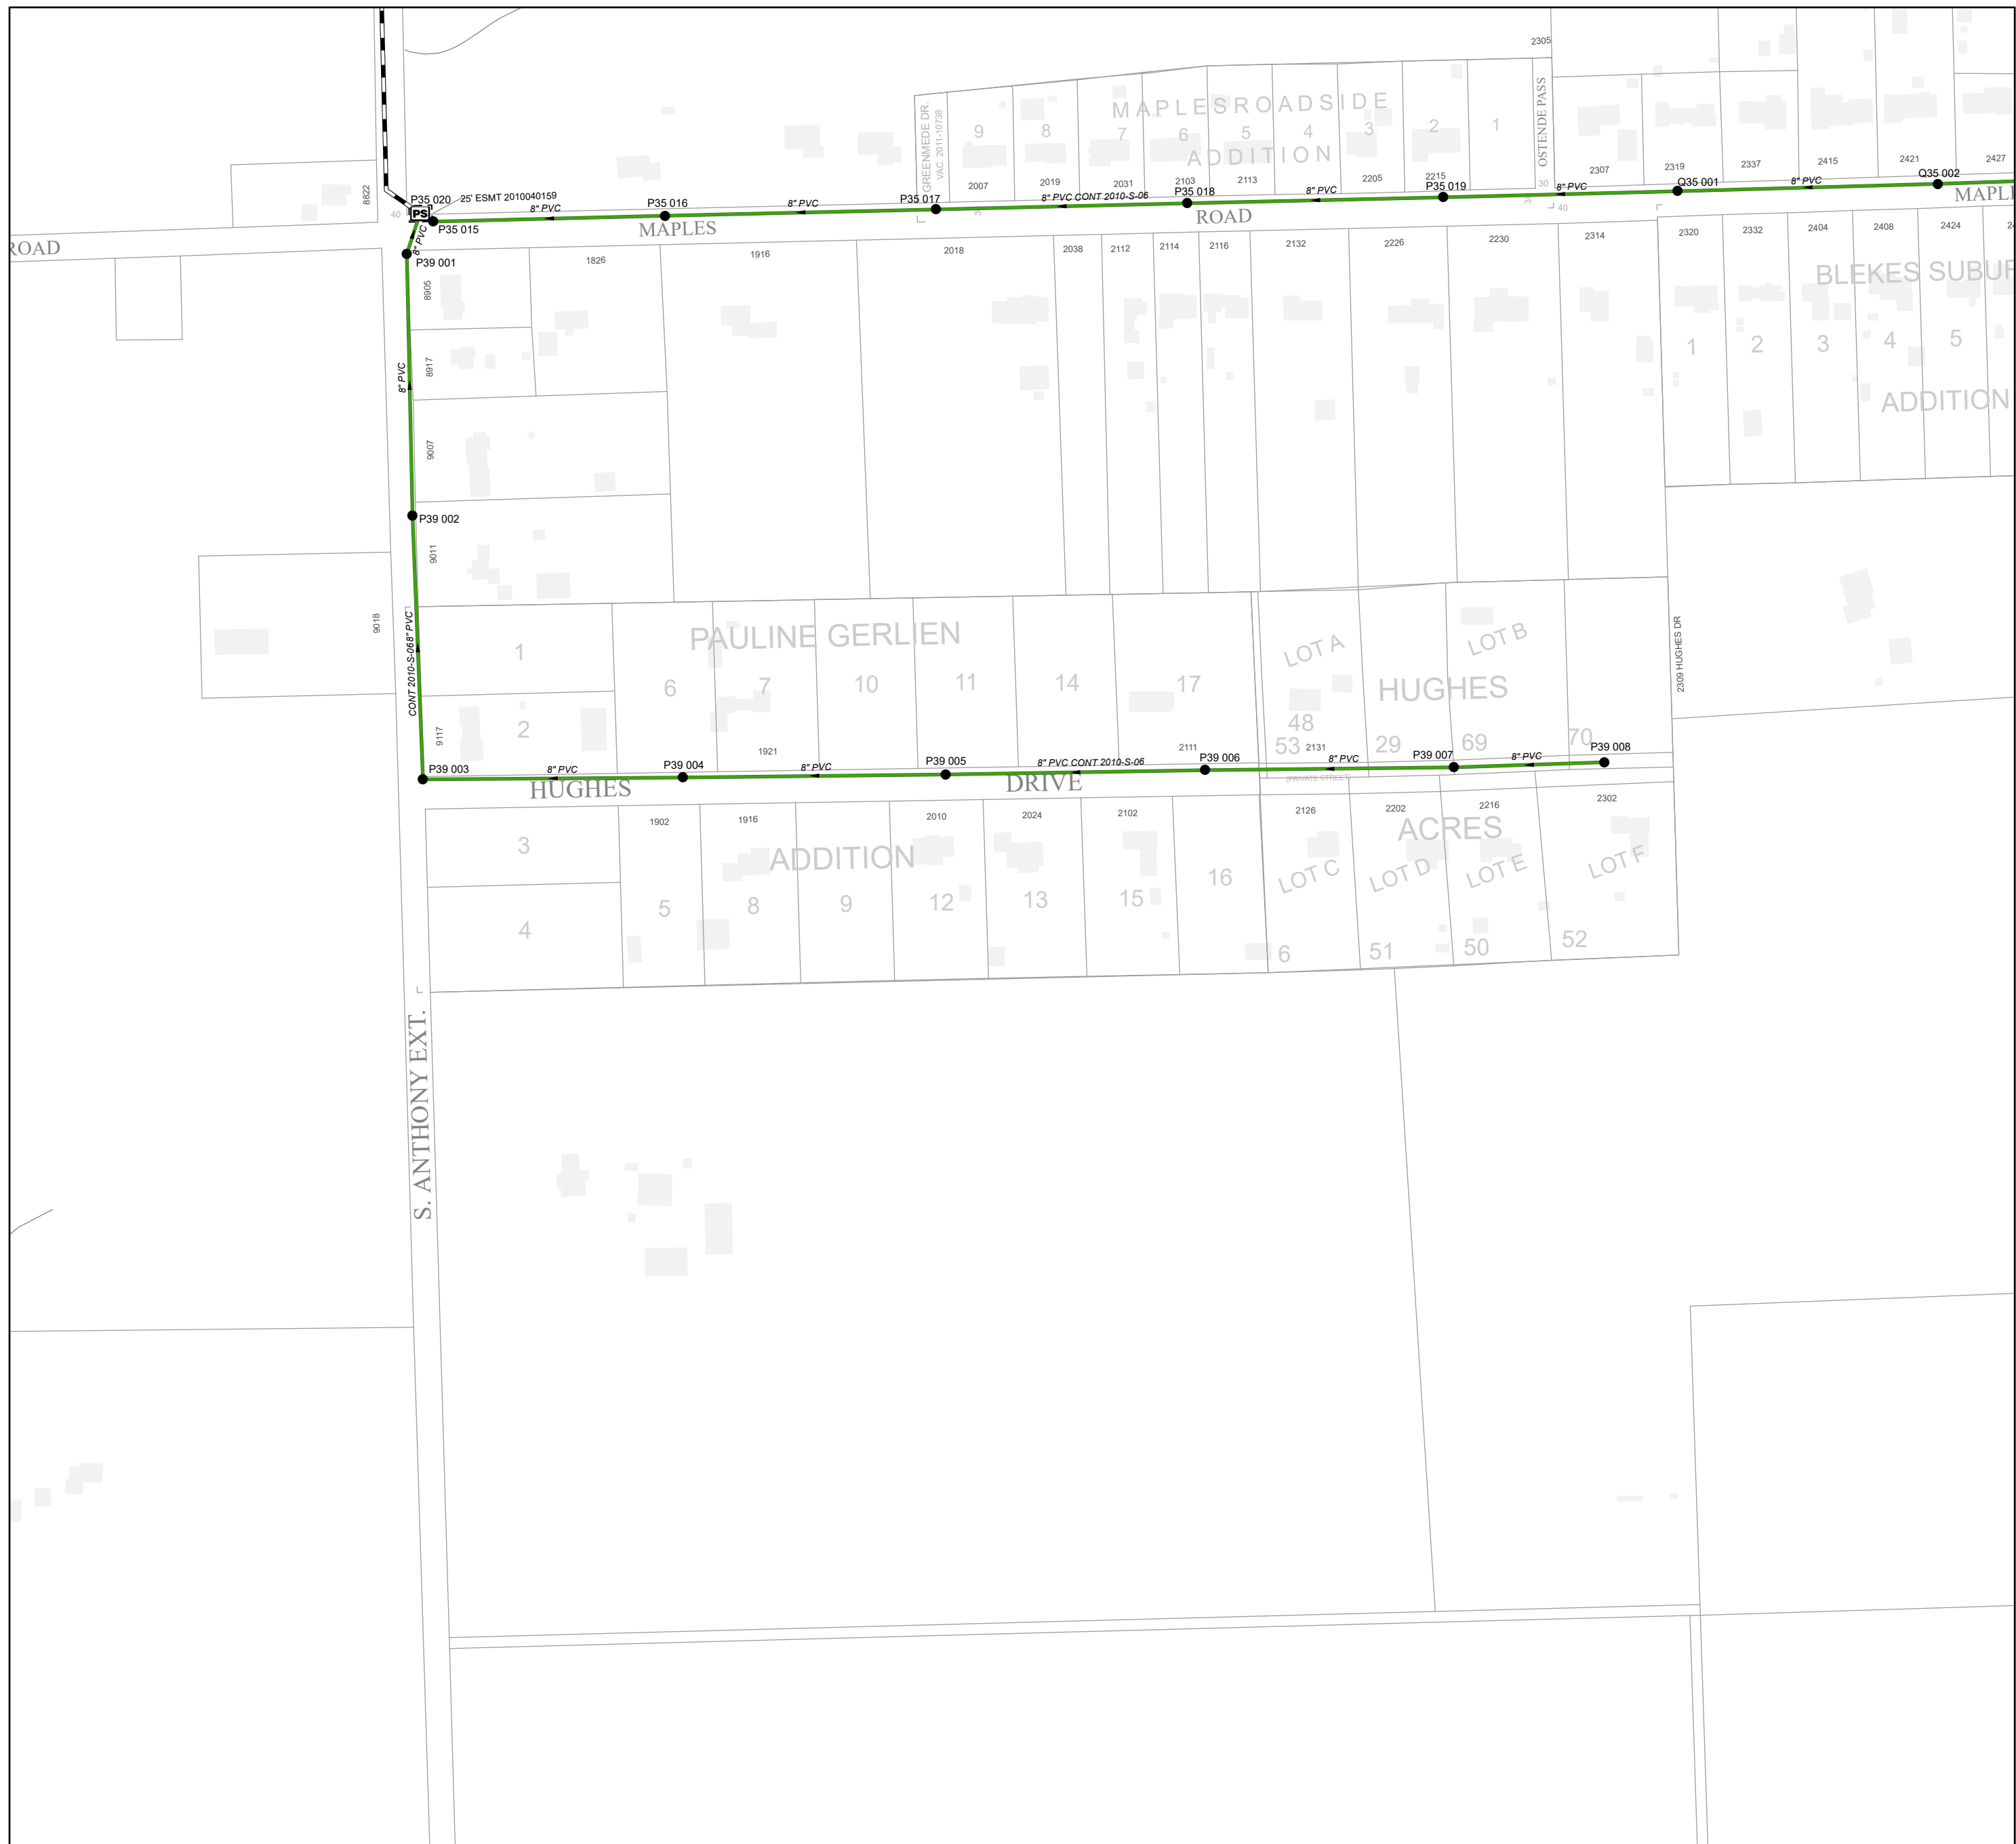 2305
MAPLESROADSIDE
ADDITION
GREENMEDE DR.
VAC. 2011-10738
9
8
7
6
5
4
3
2
1
OSTENDE PASS
2007
2019
2031
2103
2113
2205
2215
2307
2319
2337
2415
2421
2427
8822
P35 020
25' ESMT 2010040159
PS
40
P35 015
8" PVC
P35 016
8" PVC
P35 017
8" PVC CONT 2010-S-06
P35 018
8" PVC
P35 019
30
40
8" PVC
Q35 001
8" PVC
Q35 002
ROAD
MAPLES
ROAD
MAPLE
8" PVC
P39 001
8905
8917
9007
9011
1826
1916
2018
2038
2112
2114
2116
2132
2226
2230
2314
2320
2332
2404
2408
2424
BLEKES SUBUR
1
2
3
4
5
ADDITION
8" PVC
P39 002
9018
CONT 2010-S-06 8" PVC
PAULINE GERLIEN
1
2
6
7
10
11
14
17
LOT A
LOT B
HUGHES
48
53
29
69
70
2309 HUGHES DR
9117
1921
2111
2131
P39 003
8" PVC
P39 004
8" PVC
P39 005
8" PVC CONT 2010-S-06
P39 006
8" PVC
P39 007
8" PVC
P39 008
(PRIVATE STREET)
HUGHES
DRIVE
1902
1916
2010
2024
2102
2126
2202
2216
2302
ADDITION
ACRES
3
4
5
8
9
12
13
15
16
LOT C
LOT D
LOT E
LOT F
6
51
50
52
S. ANTHONY EXT.